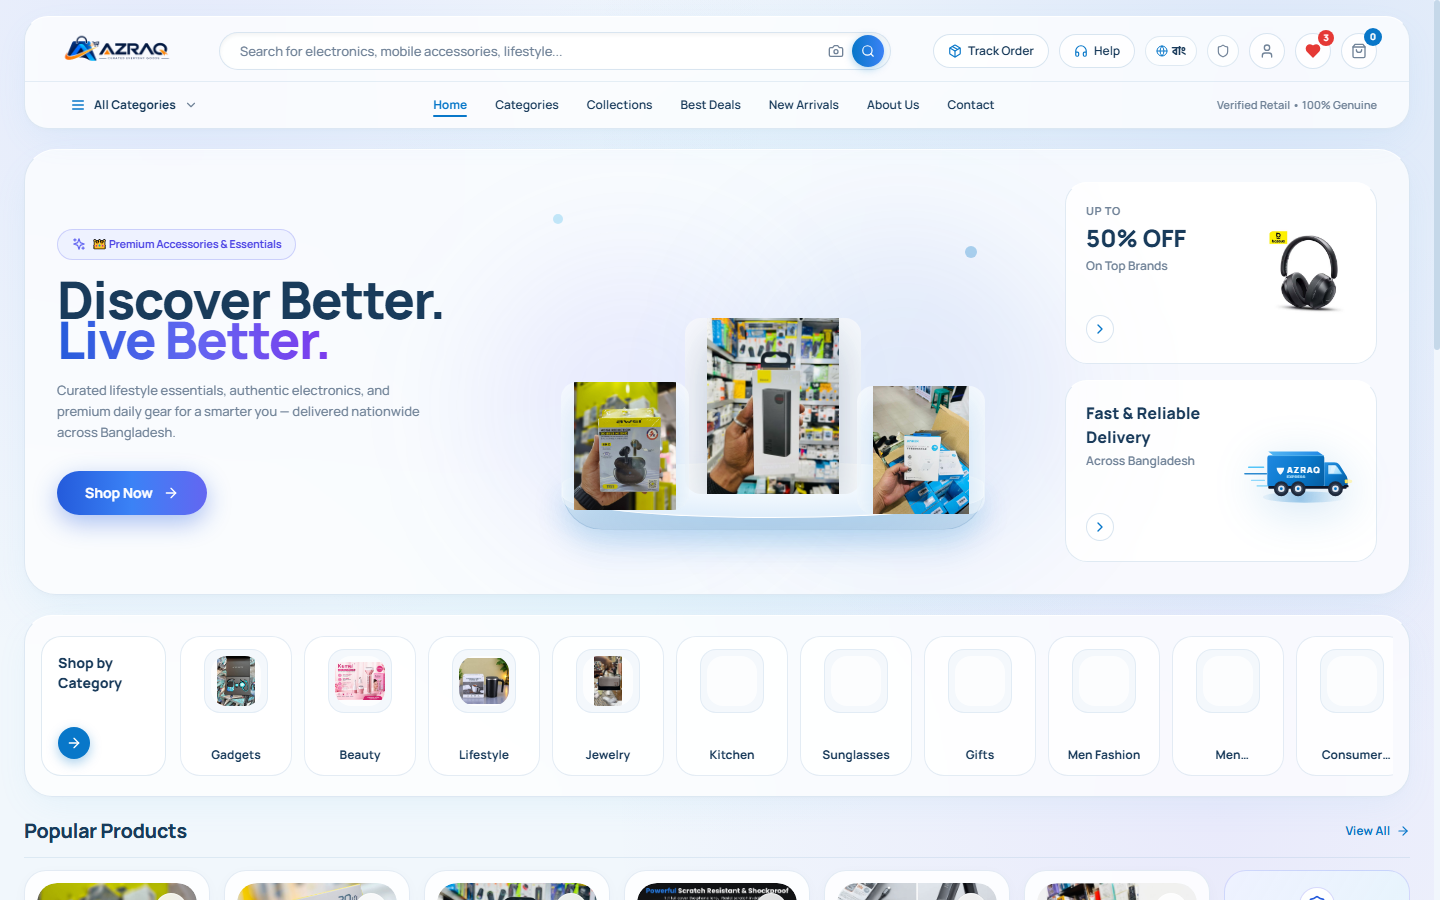 AZRAQ
Search for electronics, mobile accessories, lifestyle...
Track Order
Help
বাং
3
0
All Categories
Home
Categories
Collections
Best Deals
New Arrivals
About Us
Contact
Verified Retail • 100% Genuine
Premium Accessories & Essentials
Discover Better.
Live Better.
Curated lifestyle essentials, authentic electronics, and
premium daily gear for a smarter you — delivered nationwide
across Bangladesh.
Shop Now
UP TO
50% OFF
On Top Brands
Fast & Reliable
Delivery
Across Bangladesh
AZRAQ
Shop by
Category
Gadgets
Beauty
Lifestyle
Jewelry
Kitchen
Sunglasses
Gifts
Men Fashion
Men...
Consumer...
Popular Products
View All
Powerful Scratch Resistant & Shockproof